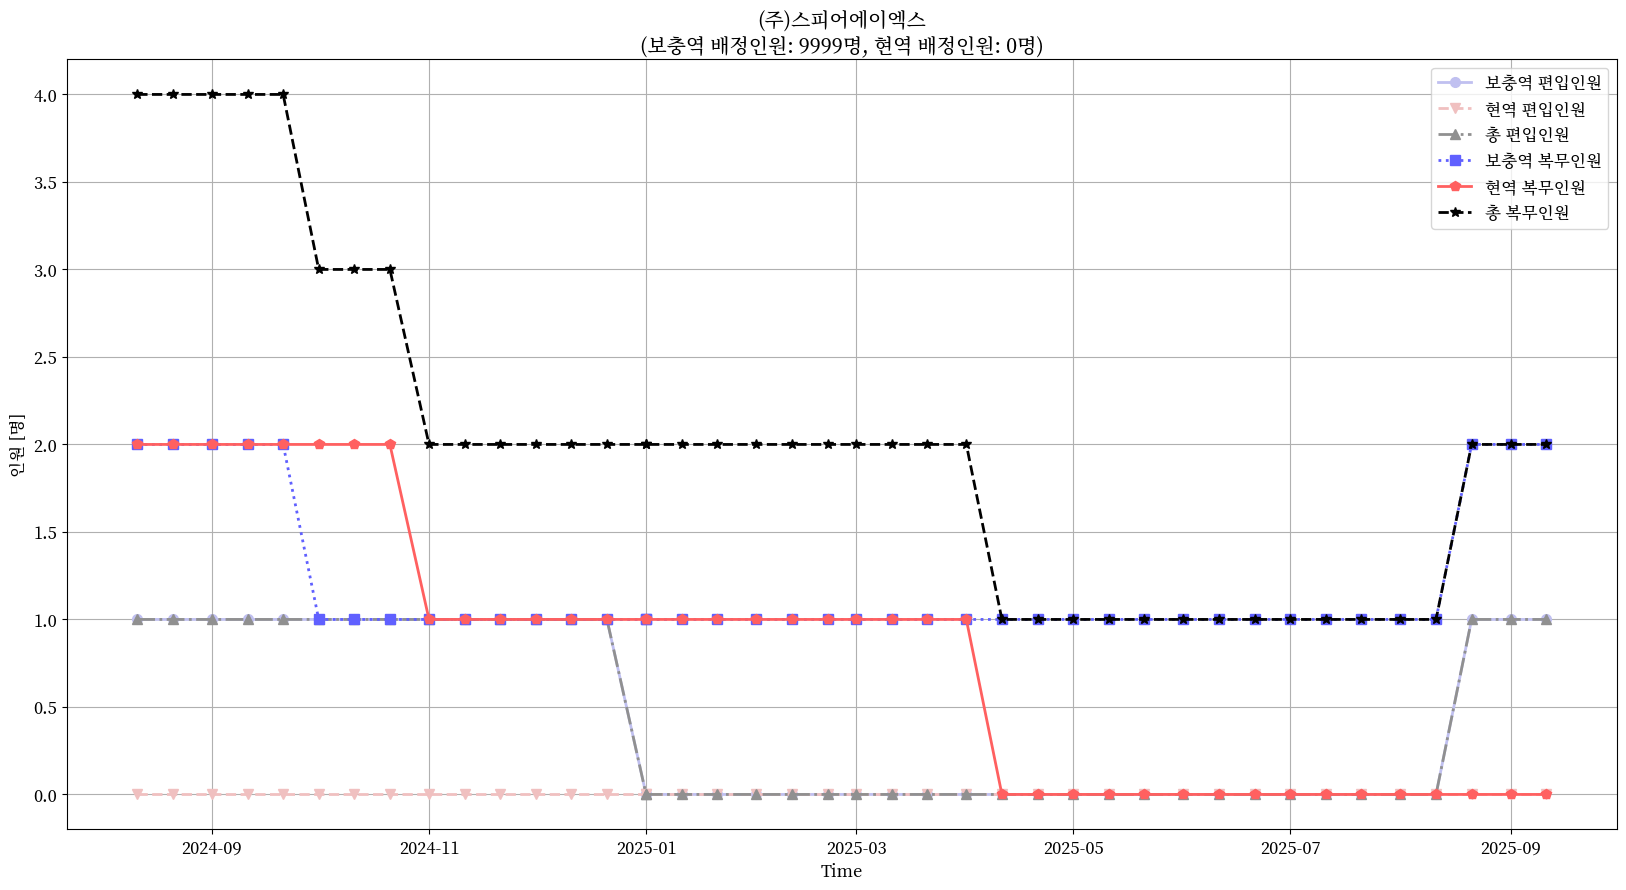 (주)스피어에이엑스
(보충역 배정인원: 9999명, 현역 배정인원: 0명)
보충역 편입인원
현역 편입인원
총 편입인원
보충역 복무인원
현역 복무인원
총 복무인원
인원 [명]
4.0
3.5
3.0
2.5
2.0
1.5
1.0
0.5
0.0
2024-09
2024-11
2025-01
2025-03
2025-05
2025-07
2025-09
Time